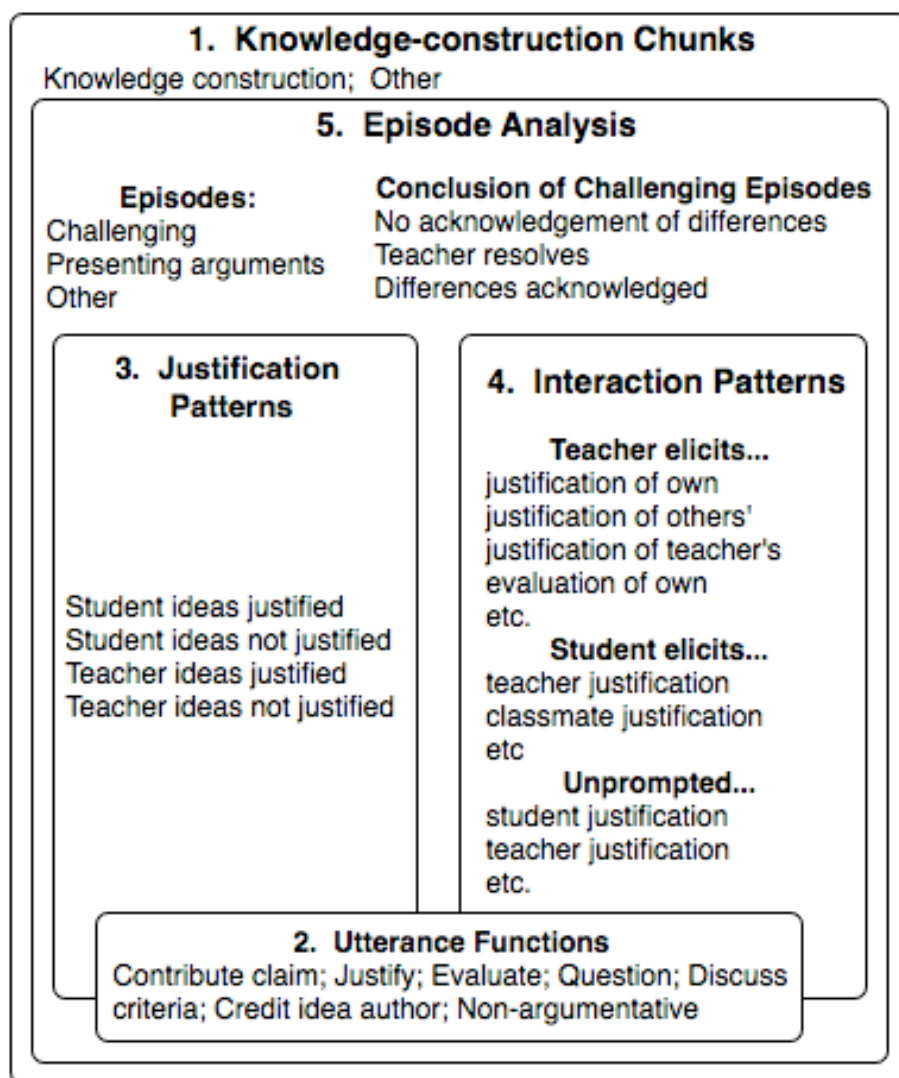 1. Knowledge-construction Chunks
Knowledge construction; Other
5. Episode Analysis
Episodes:
Challenging
Presenting arguments
Other
Conclusion of Challenging Episodes
No acknowledgement of differences
Teacher resolves
Differences acknowledged
3. Justification
Patterns
Student ideas justified
Student ideas not justified
Teacher ideas justified
Teacher ideas not justified
4. Interaction Patterns
Teacher elicits...
justification of own
justification of others'
justification of teacher's
evaluation of own
etc.
Student elicits...
teacher justification
classmate justification
etc
Unprompted...
student justification
teacher justification
etc.
2. Utterance Functions
Contribute claim; Justify; Evaluate; Question; Discuss
criteria; Credit idea author; Non-argumentative